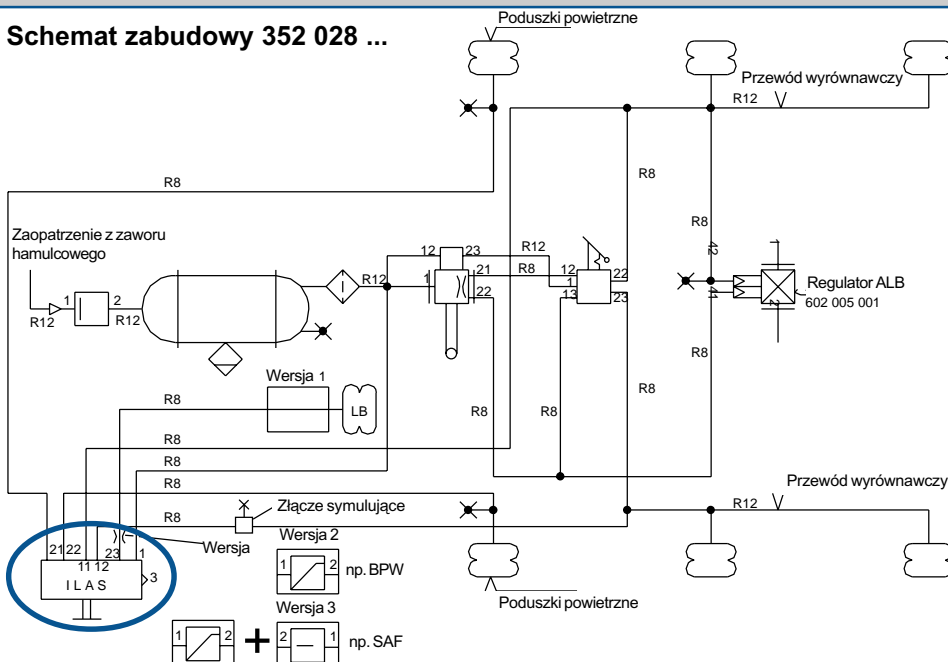 Poduszki powietrzne
Schemat zabudowy 352 028 ...
Przewód wyrównawczy
R12
R8
R8
R8
Zaopatrzenie z zaworu
hamulcowego
12 23 R12
42
1
1 2
R12 R12
R12
1
21 R8 12
22
1
22
13 23
41
2
Regulator ALB
602 005 001
R8
Wersja 1
R8
LB
R8
R8 R8
R8
R8
R8
R8
Przewód wyrównawczy
R12
Złącze symulujące
R8
Wersja
21 22 11 12 23 1
3
ILAS
Wersja 2
1 2 np. BPW
Poduszki powietrzne
Wersja 3
1 2 + 2 1 np. SAF